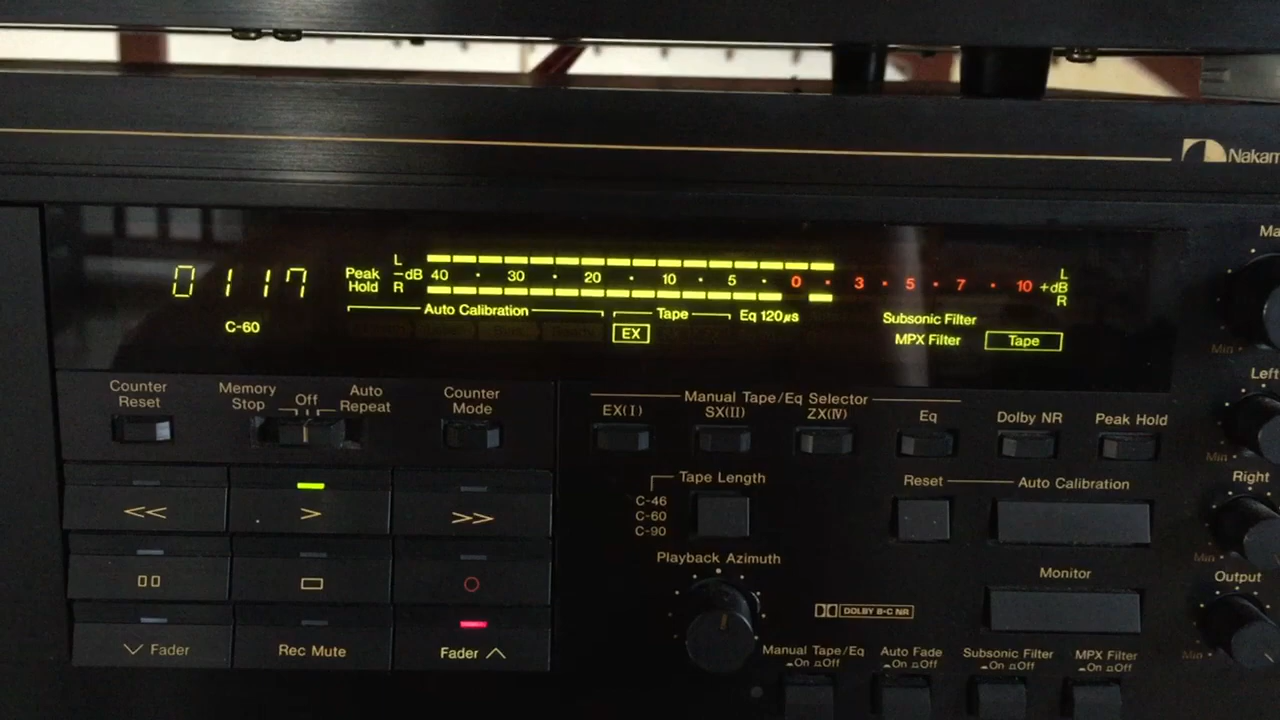 Nakam
Ma
L
Peak -dB 40 30 20 10 5 0 3 5 7 10 +dB
Hold R
L
R
0117
Auto Calibration
Tape
Eq 120µs
C-60
EX
Subsonic Filter
MPX Filter
Tape
Min
Counter Reset
Memory Stop
Off
Auto Repeat
Counter Mode
Manual Tape/Eq Selector
EX(I)
SX(II)
ZX(IV)
Eq
Dolby NR
Peak Hold
Left
Min
<<
>
>>
Tape Length
C-46
C-60
C-90
Reset
Auto Calibration
Right
Min
Playback Azimuth
Monitor
Output
DOLBY B-C NR
Min
Fader
Rec Mute
Fader
Manual Tape/Eq
On Off
Auto Fade
On Off
Subsonic Filter
On Off
MPX Filter
On Off